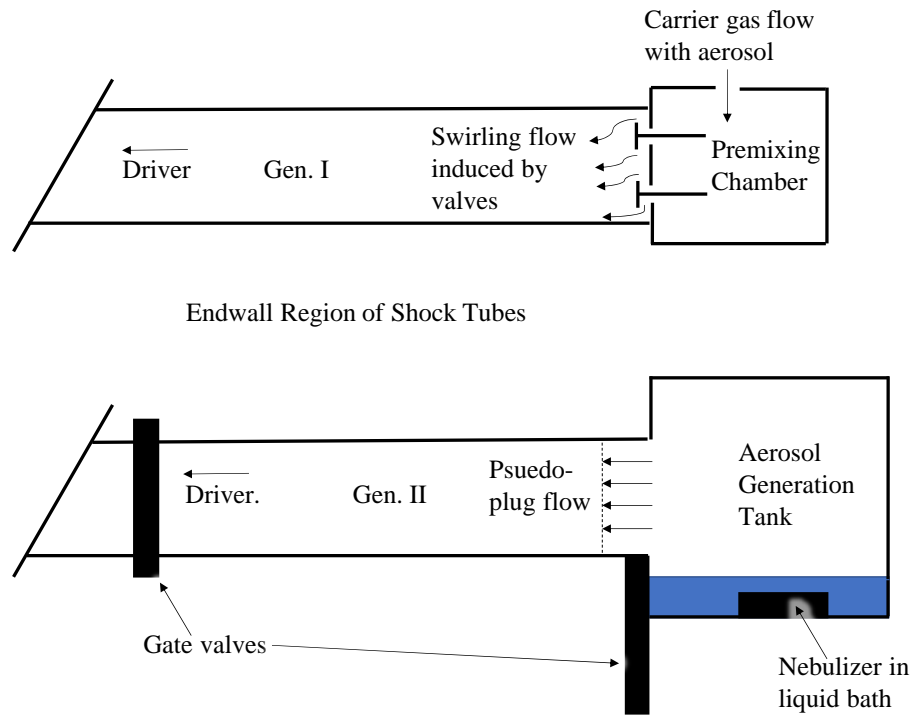 Carrier gas flow
with aerosol
Swirling flow
induced by
valves
Premixing
Chamber
Driver
Gen. I
Endwall Region of Shock Tubes
Psuedo-
plug flow
Aerosol
Generation
Tank
Driver.
Gen. II
Gate valves
Nebulizer in
liquid bath